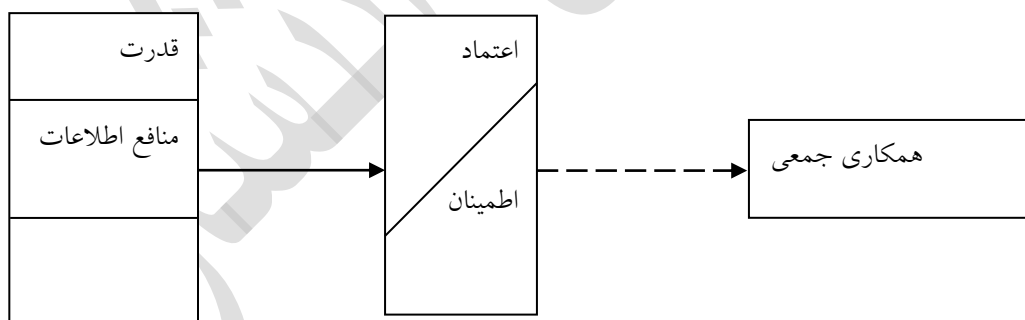 قدرت
منافع اطلاعات
اعتماد
اطمینان
همکاری جمعی